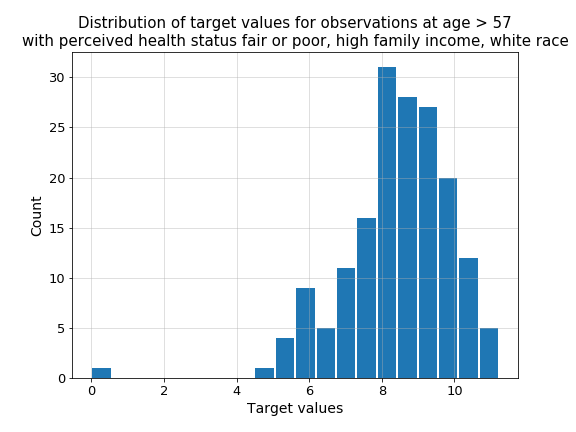 Distribution of target values for observations at age > 57
with perceived health status fair or poor, high family income, white race
30
25
20
15
10
5
0
Count
0 2 4 6 8 10
Target values